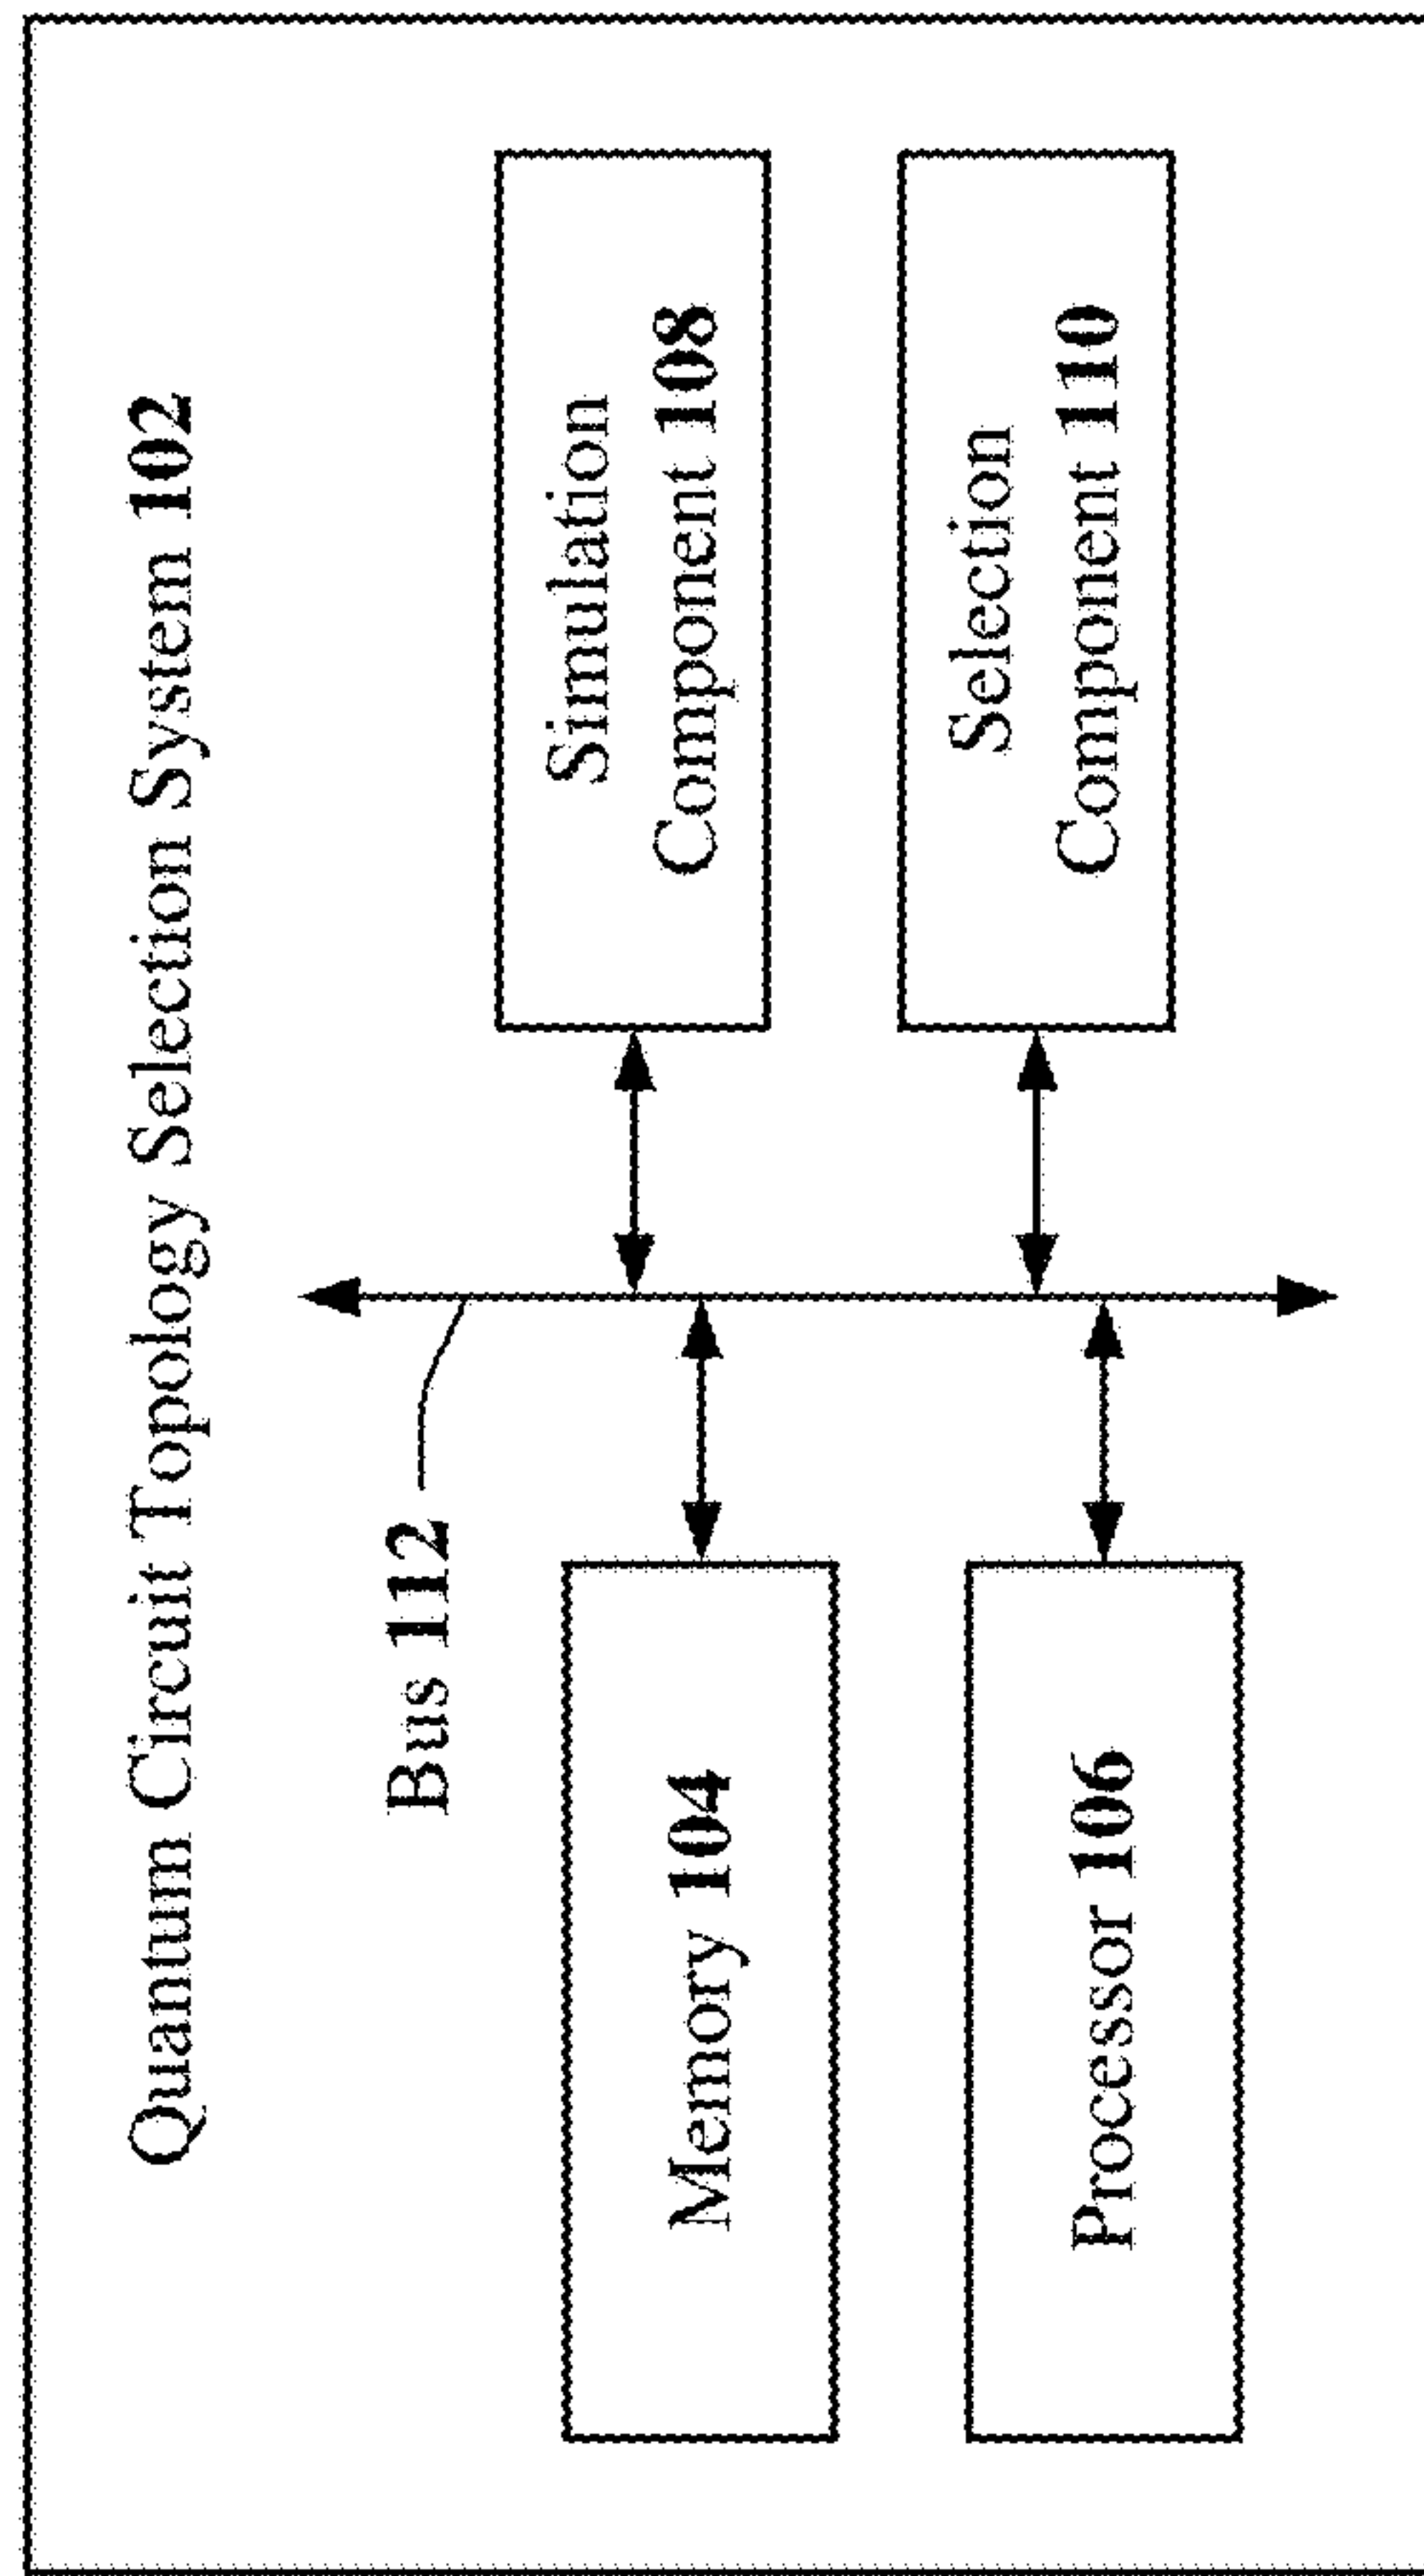 Quantum Circuit Topology Selection System 102
Bus 112
Memory 104
Processor 106
Simulation
Component 108
Selection
Component 110